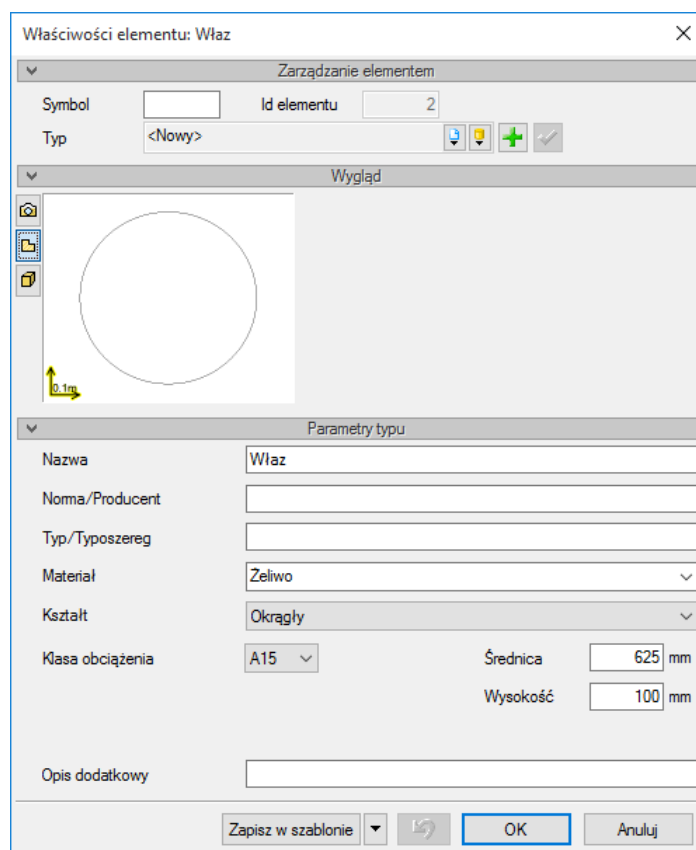 Właściwości elementu: Właz
Zarządzanie elementem
Symbol Id elementu 2
Typ <Nowy>
Wygląd
0.1m
Parametry typu
Nazwa Właz
Norma/Producent
Typ/Typoszereg
Materiał Żeliwo
Kształt Okrągły
Klasa obciążenia A15 Średnica 625 mm
Wysokość 100 mm
Opis dodatkowy
Zapisz w szablonie OK Anuluj